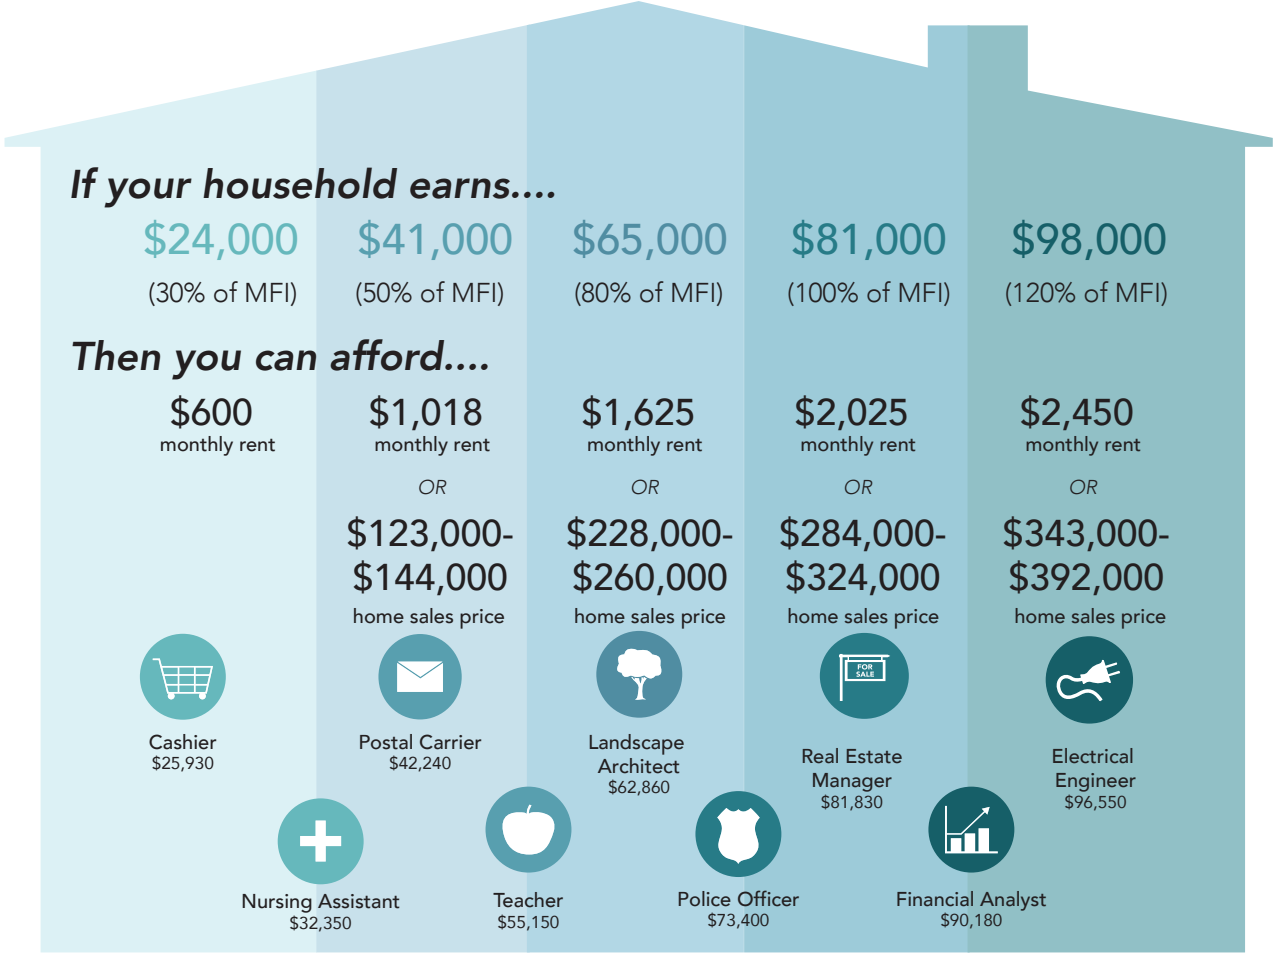 If your household earns....
$24,000 $41,000 $65,000 $81,000 $98,000
(30% of MFI) (50% of MFI) (80% of MFI) (100% of MFI) (120% of MFI)
Then you can afford....
$600 $1,018 $1,625 $2,025 $2,450
monthly rent monthly rent monthly rent monthly rent monthly rent
OR OR OR OR
$123,000- $228,000- $284,000- $343,000-
$144,000 $260,000 $324,000 $392,000
home sales price home sales price home sales price home sales price
FOR
SALE
Cashier
$25,930
Postal Carrier
$42,240
Landscape
Architect
$62,860
Real Estate
Manager
$81,830
Electrical
Engineer
$96,550
Nursing Assistant
$32,350
Teacher
$55,150
Police Officer
$73,400
Financial Analyst
$90,180